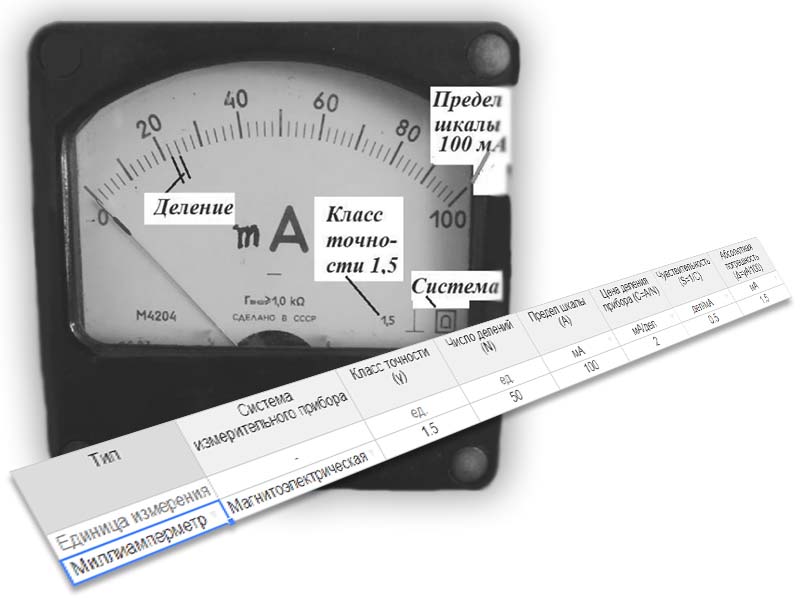 0
20
40
60
80
100
Предел
шкалы
100 мА
Деление
mA
Класс
точно-
сти 1,5
Система
М4204
СДЕЛАНО В СССР
1,5
Тип
Система
измерительного прибора
Класс точности
(γ)
Число делений
(N)
Предел шкалы
(A)
Цена деления
прибора (C=A/N)
Чувствительность
(S=1/C)
Абсолютная
погрешность
Единица измерения
-
ед.
ед.
мА
мА/дел
дел/мА
мА
Миллиамперметр
Магнитоэлектрическая
1.5
50
100
2
0.5
1.5